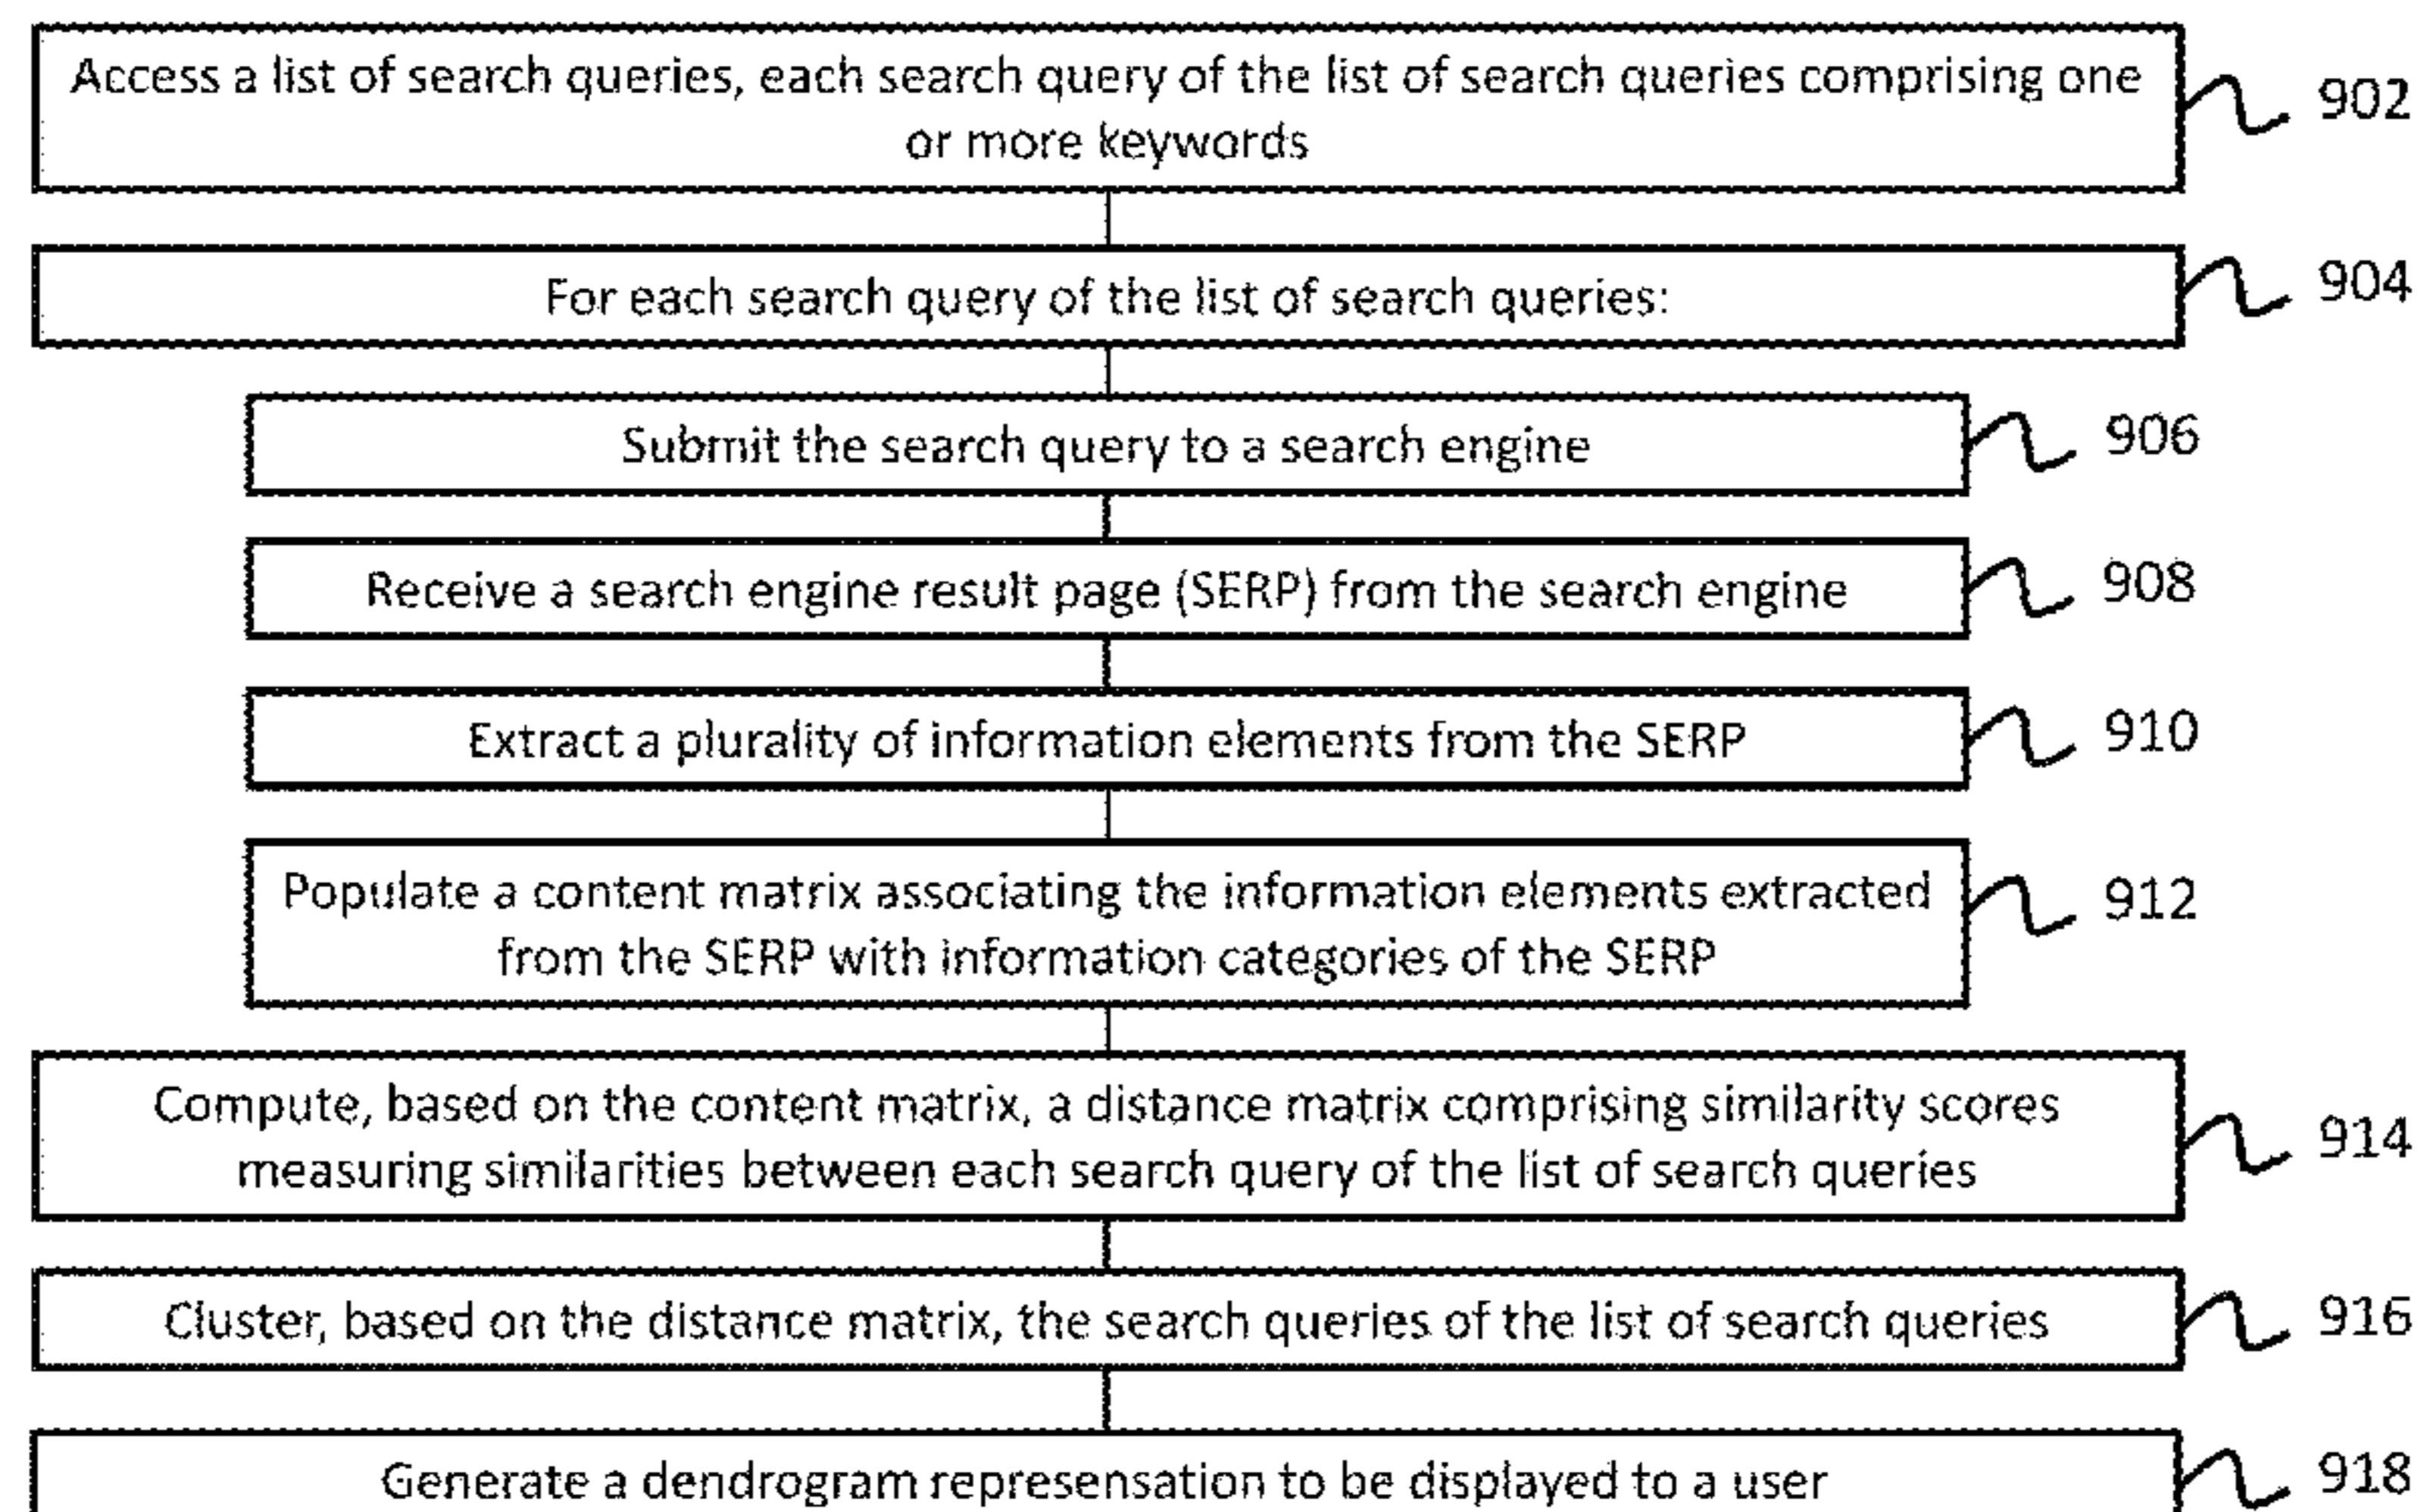 Access a list of search queries, each search query of the list of search queries comprising one
or more keywords
902
For each search query of the list of search queries:
904
Submit the search query to a search engine
906
Receive a search engine result page (SERP) from the search engine
908
Extract a plurality of information elements from the SERP
910
Populate a content matrix associating the information elements extracted
from the SERP with information categories of the SERP
912
Compute, based on the content matrix, a distance matrix comprising similarity scores
measuring similarities between each search query of the list of search queries
914
Cluster, based on the distance matrix, the search queries of the list of search queries
916
Generate a dendrogram represensation to be displayed to a user
918